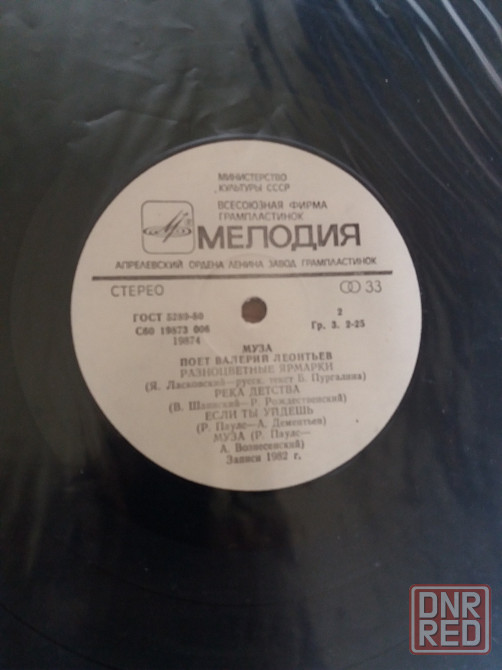 МИНИСТЕРСТВО
КУЛЬТУРЫ СССР
ВСЕСОЮЗНАЯ ФИРМА
ГРАМПЛАСТИНОК
МЕЛОДИЯ
АПРЕЛЕВСКИЙ ОРДЕНА ЛЕНИНА ЗАВОД ГРАМПЛАСТИНОК
СТЕРЕО 33
ГОСТ 5289-80 2
С60 19873 006 Гр. 3. 2-25
19874
МУЗА
ПОЕТ ВАЛЕРИЙ ЛЕОНТЬЕВ
РАЗНОЦВЕТНЫЕ ЯРМАРКИ
(Я. Ласковский—русск. текст Б. Пургалина)
РЕКА ДЕТСТВА
(В. Шаинский—Р. Рождественский)
ЕСЛИ ТЫ УЙДЕШЬ
(Р. Паулс—А. Дементьев)
МУЗА (Р. Паулс—
А. Вознесенский)
Записи 1982 г.
DNR
RED